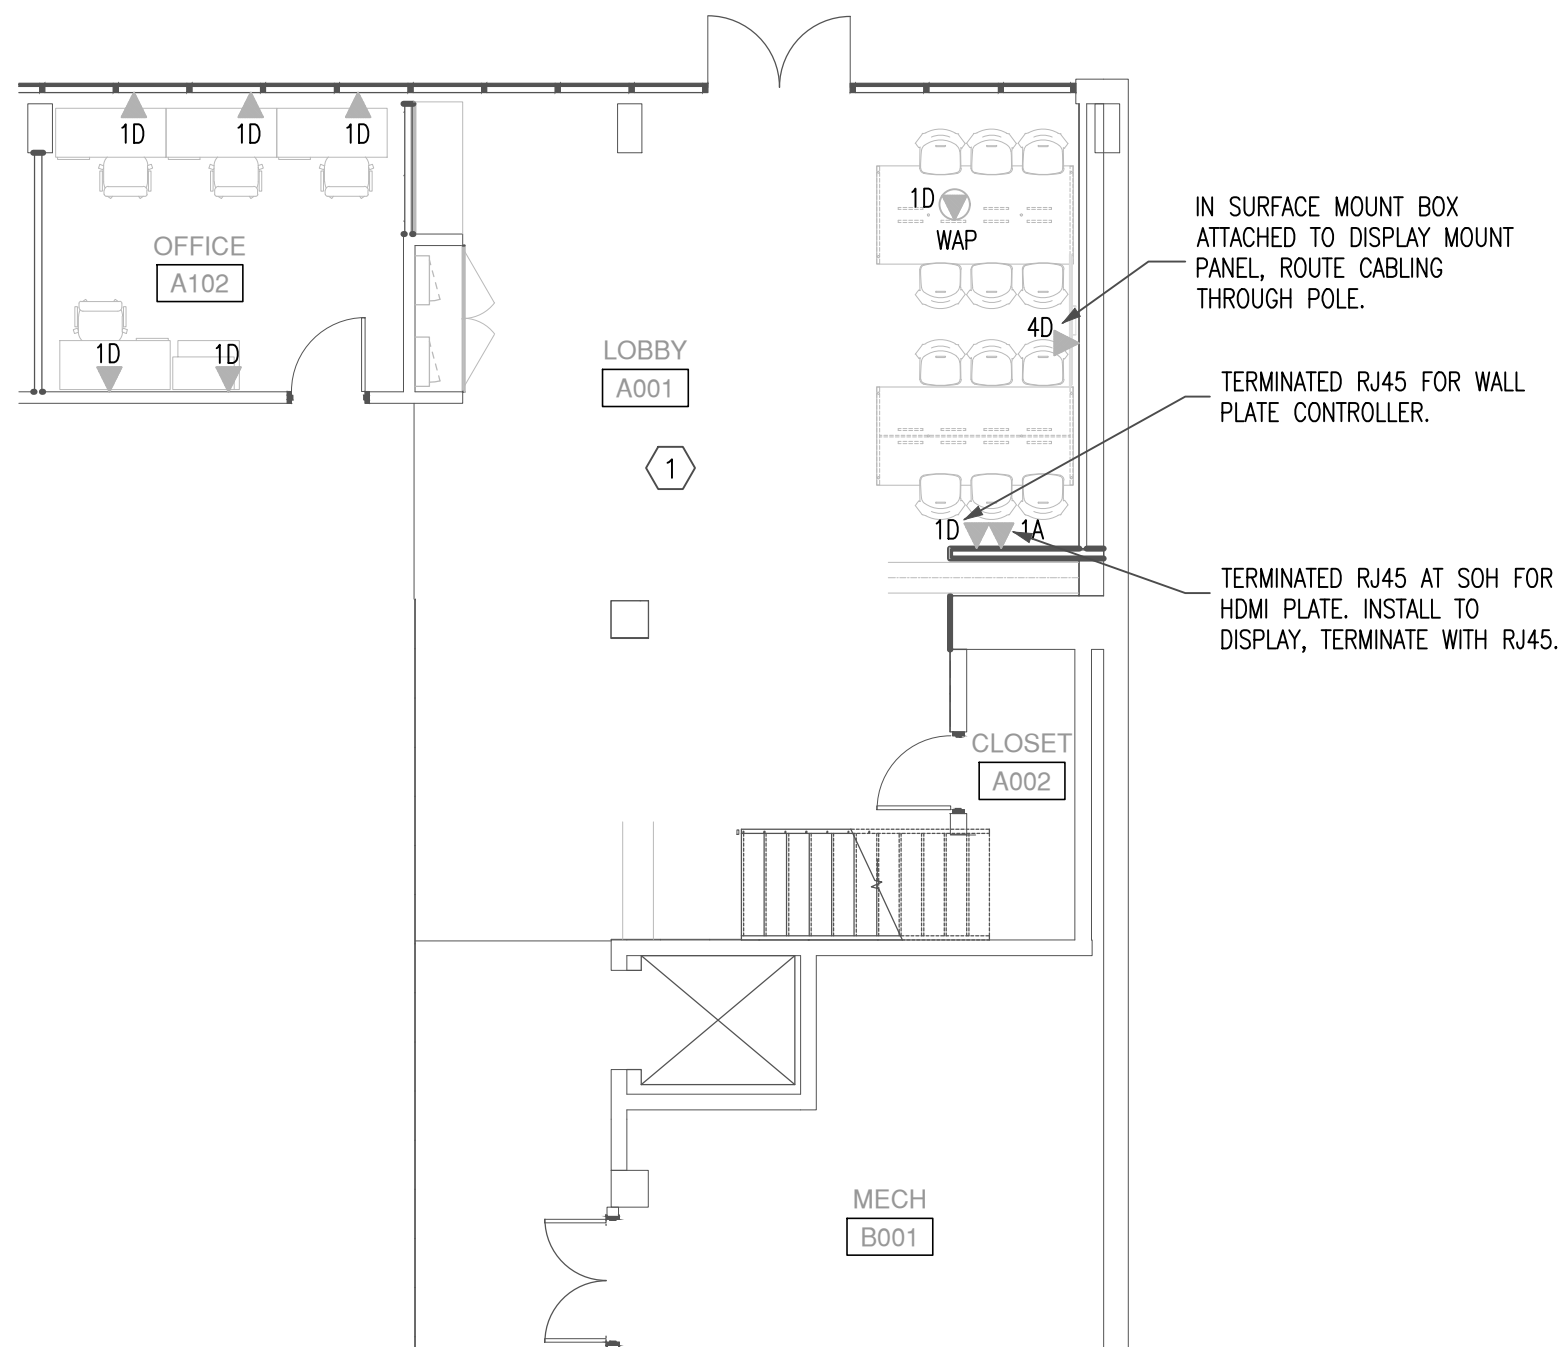 1D
1D
1D
OFFICE
A102
1D
1D
LOBBY
A001
1
1D
WAP
4D
IN SURFACE MOUNT BOX
ATTACHED TO DISPLAY MOUNT
PANEL, ROUTE CABLING
THROUGH POLE.
TERMINATED RJ45 FOR WALL
PLATE CONTROLLER.
1D
1A
TERMINATED RJ45 AT SOH FOR
HDMI PLATE. INSTALL TO
DISPLAY, TERMINATE WITH RJ45.
CLOSET
A002
MECH
B001